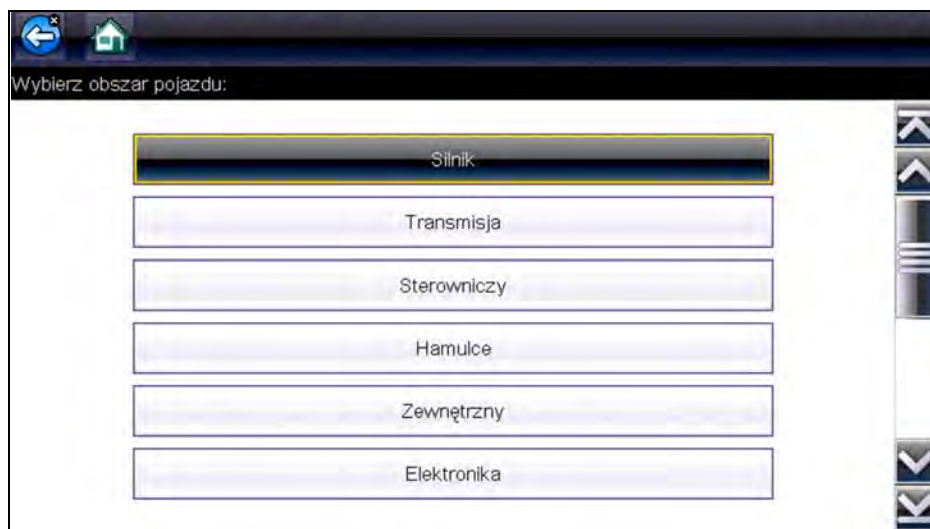 Wybierz obszar pojazdu:
Silnik
Transmisja
Sterowniczy
Hamulce
Zewnętrzny
Elektronika